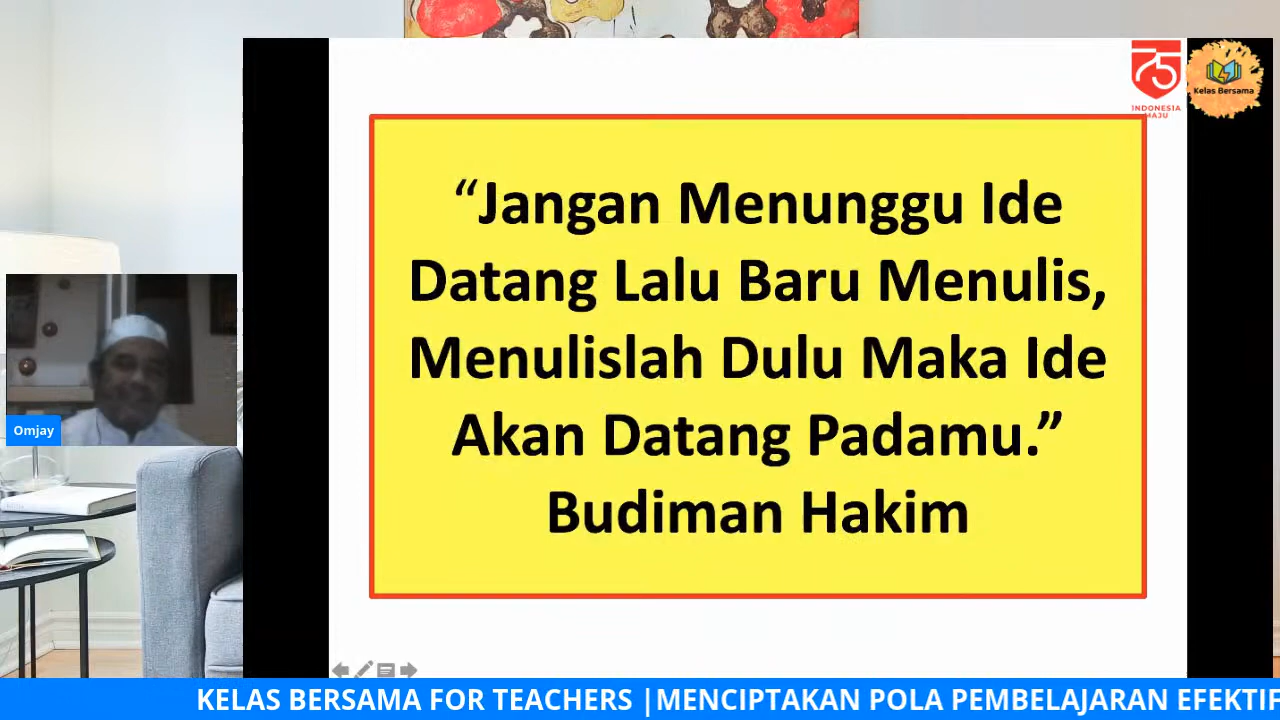 75
INDONESIA
MAJU
Kelas Bersama
“Jangan Menunggu Ide
Datang Lalu Baru Menulis,
Menulislah Dulu Maka Ide
Akan Datang Padamu.”
Budiman Hakim
Omjay
KELAS BERSAMA FOR TEACHERS |MENCIPTAKAN POLA PEMBELAJARAN EFEKTIF